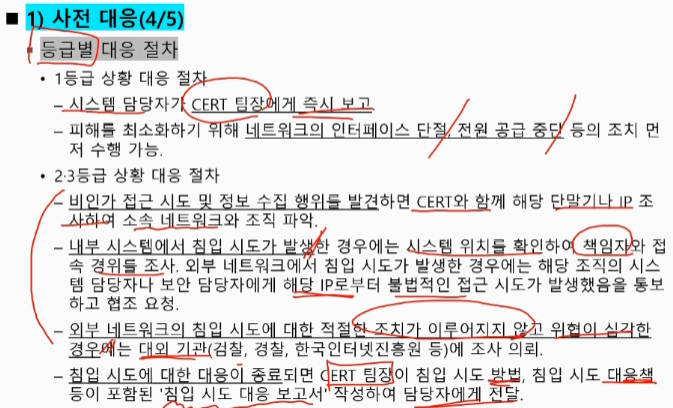 ■ 1) 사전 대응(4/5)
▪ 등급별 대응 절차
• 1등급 상황 대응 절차
– 시스템 담당자가 CERT 팀장에게 즉시 보고
– 피해를 최소화하기 위해 네트워크의 인터페이스 단절, 전원 공급 중단 등의 조치 먼
저 수행 가능.
• 2·3등급 상황 대응 절차
– 비인가 접근 시도 및 정보 수집 행위를 발견하면 CERT와 함께 해당 단말기나 IP 조
사하여 소속 네트워크와 조직 파악.
– 내부 시스템에서 침입 시도가 발생한 경우에는 시스템 위치를 확인하여 책임자와 접
속 경위를 조사. 외부 네트워크에서 침입 시도가 발생한 경우에는 해당 조직의 시스
템 담당자나 보안 담당자에게 해당 IP로부터 불법적인 접근 시도가 발생했음을 통보
하고 협조 요청.
– 외부 네트워크의 침입 시도에 대한 적절한 조치가 이루어지지 않고 위협이 심각한
경우에는 대외 기관(검찰, 경찰, 한국인터넷진흥원 등)에 조사 의뢰.
– 침입 시도에 대한 대응이 종료되면 CERT 팀장이 침입 시도 방법, 침입 시도 대응책
등이 포함된 '침입 시도 대응 보고서' 작성하여 담당자에게 전달.